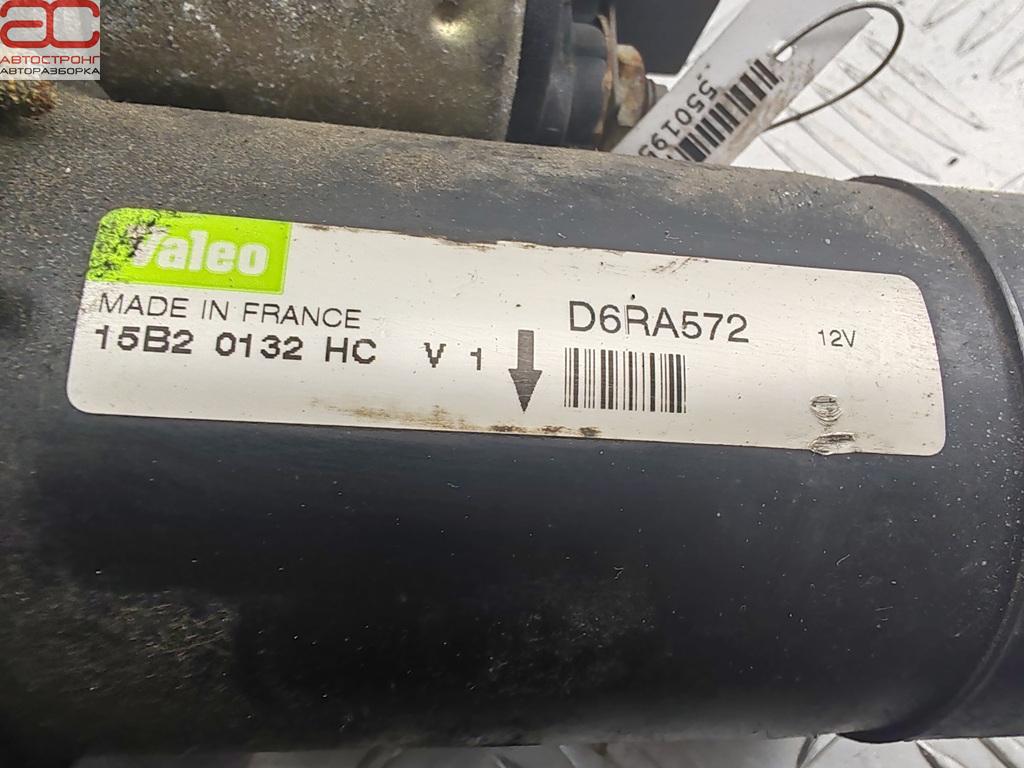 АС
АВТОСТРОНГ
АВТОРАЗБОРКА
Valeo
MADE IN FRANCE
15B2 0132 HC V 1
D6RA572
12V